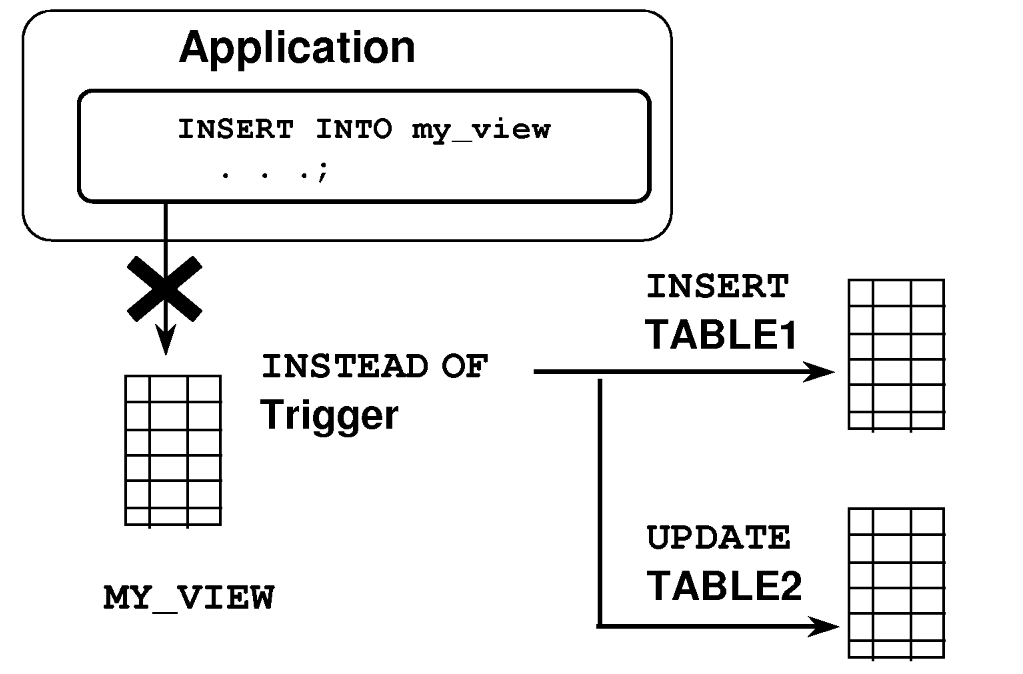 Application
INSERT INTO my_view
. . .;
INSTEAD OF
Trigger
INSERT
TABLE1
UPDATE
TABLE2
MY_VIEW